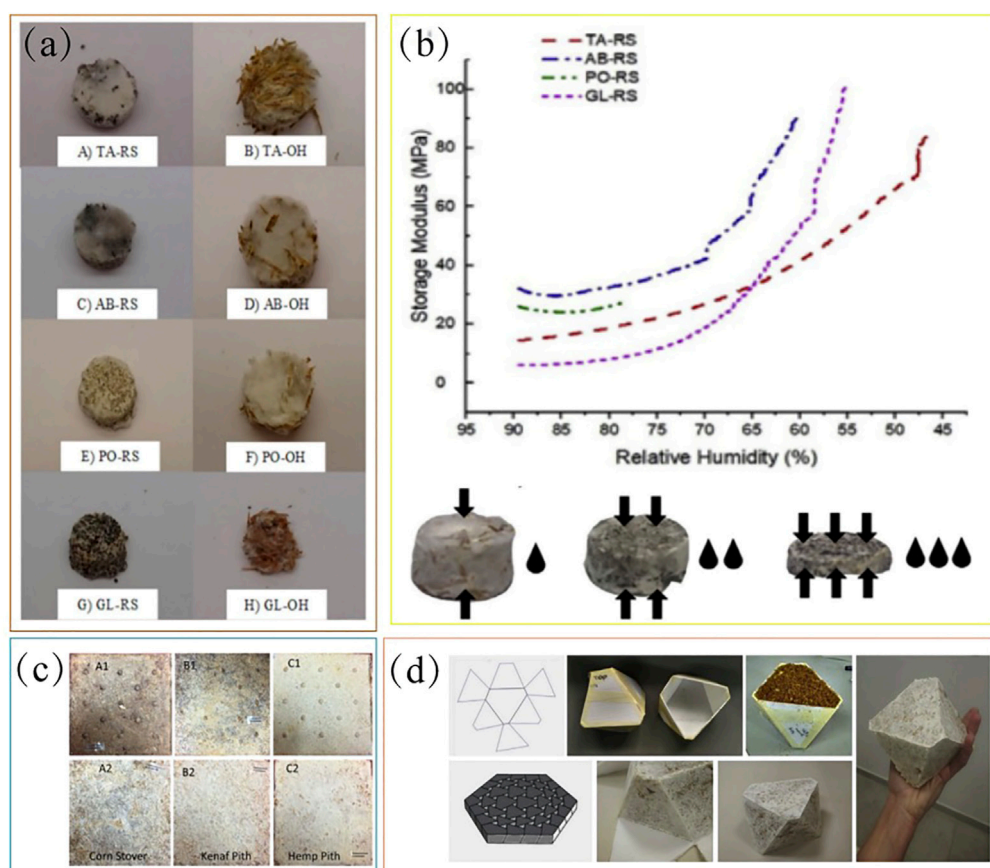 (a)
A) TA-RS
B) TA-OH
C) AB-RS
D) AB-OH
E) PO-RS
F) PO-OH
G) GL-RS
H) GL-OH
(b)
TA-RS
AB-RS
PO-RS
GL-RS
Storage Modulus (MPa)
100
80
60
40
20
0
95 90 85 80 75 70 65 60 55 50 45
Relative Humidity (%)
(c)
A1
B1
C1
A2
B2
C2
Corn Stover
Kenaf Pith
Hemp Pith
(d)